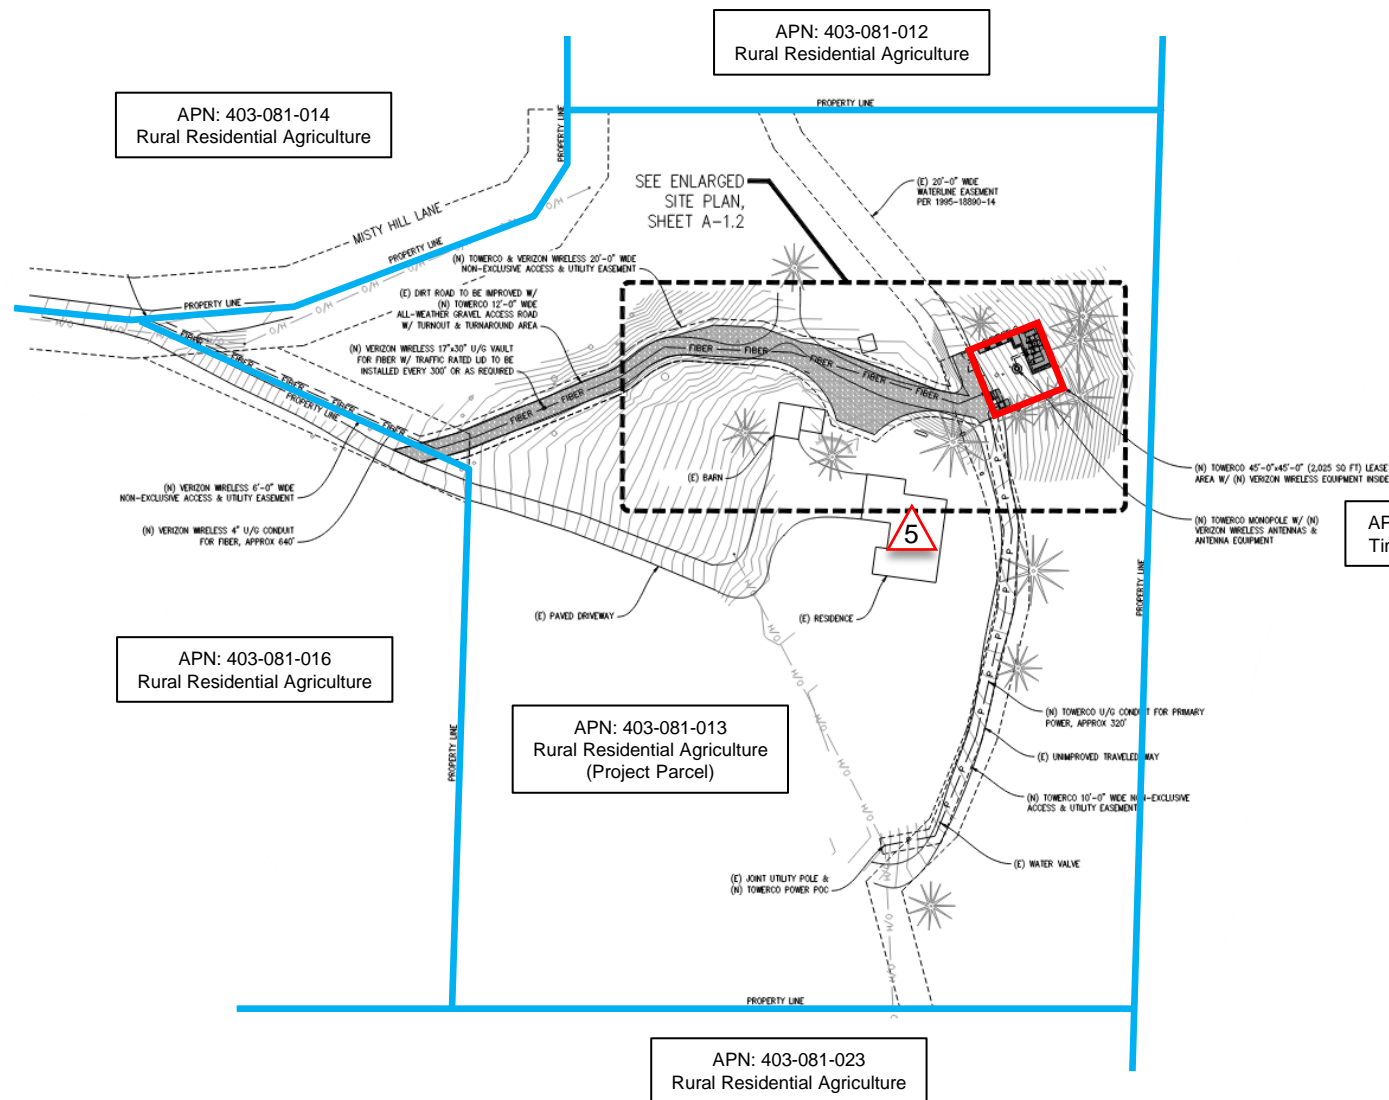 APN: 403-081-012
Rural Residential Agriculture
APN: 403-081-014
Rural Residential Agriculture
PROPERTY LINE
PROPERTY LINE
SEE ENLARGED
SITE PLAN,
SHEET A-1.2
(E) 20'-0" WIDE
WATERLINE EASEMENT
PER 1995-18890-14
MISTY HILL LANE
O/H
O/H
PROPERTY LINE
O/H
O/H
O/H
(N) TOWERCO & VERIZON WIRELESS 20'-0" WIDE
NON-EXCLUSIVE ACCESS & UTILITY EASEMENT
(E) DIRT ROAD TO BE IMPROVED W/
(N) TOWERCO 12'-0" WIDE
ALL-WEATHER GRAVEL ACCESS ROAD
W/ TURNOUT & TURNAROUND AREA
PROPERTY LINE
H/O
H/O
FIBER
(N) VERIZON WIRELESS 17"x30" U/G VAULT
FOR FIBER W/ TRAFFIC RATED LID TO BE
INSTALLED EVERY 300' OR AS REQUIRED
FIBER
FIBER
FIBER
FIBER
FIBER
FIBER
FIBER
FIBER
FIBER
FIBER
PROPERTY LINE
(E) BARN
(N) TOWERCO 45'-0"x45'-0" (2,025 SQ FT) LEASE
AREA W/ (N) VERIZON WIRELESS EQUIPMENT INSIDE
(N) VERIZON WIRELESS 6'-0" WIDE
NON-EXCLUSIVE ACCESS & UTILITY EASEMENT
(N) VERIZON WIRELESS 4" U/G CONDUIT
FOR FIBER, APPROX 640'
(N) TOWERCO MONOPOLE W/ (N)
VERIZON WIRELESS ANTENNAS &
ANTENNA EQUIPMENT
5
AP
Tim
PROPERTY LINE
(E) PAVED DRIVEWAY
(E) RESIDENCE
APN: 403-081-016
Rural Residential Agriculture
H/O
H/O
H/O
H/O
H/O
H/O
H/O
H/O
P
P
P
P
P
P
P
P
P
P
P
(N) TOWERCO U/G CONDUIT FOR PRIMARY
POWER, APPROX 320'
APN: 403-081-013
Rural Residential Agriculture
(Project Parcel)
PROPERTY LINE
(E) UNIMPROVED TRAVELED WAY
(N) TOWERCO 10'-0" WIDE NON-EXCLUSIVE
ACCESS & UTILITY EASEMENT
(E) WATER VALVE
(E) JOINT UTILITY POLE &
(N) TOWERCO POWER POC
PROPERTY LINE
APN: 403-081-023
Rural Residential Agriculture